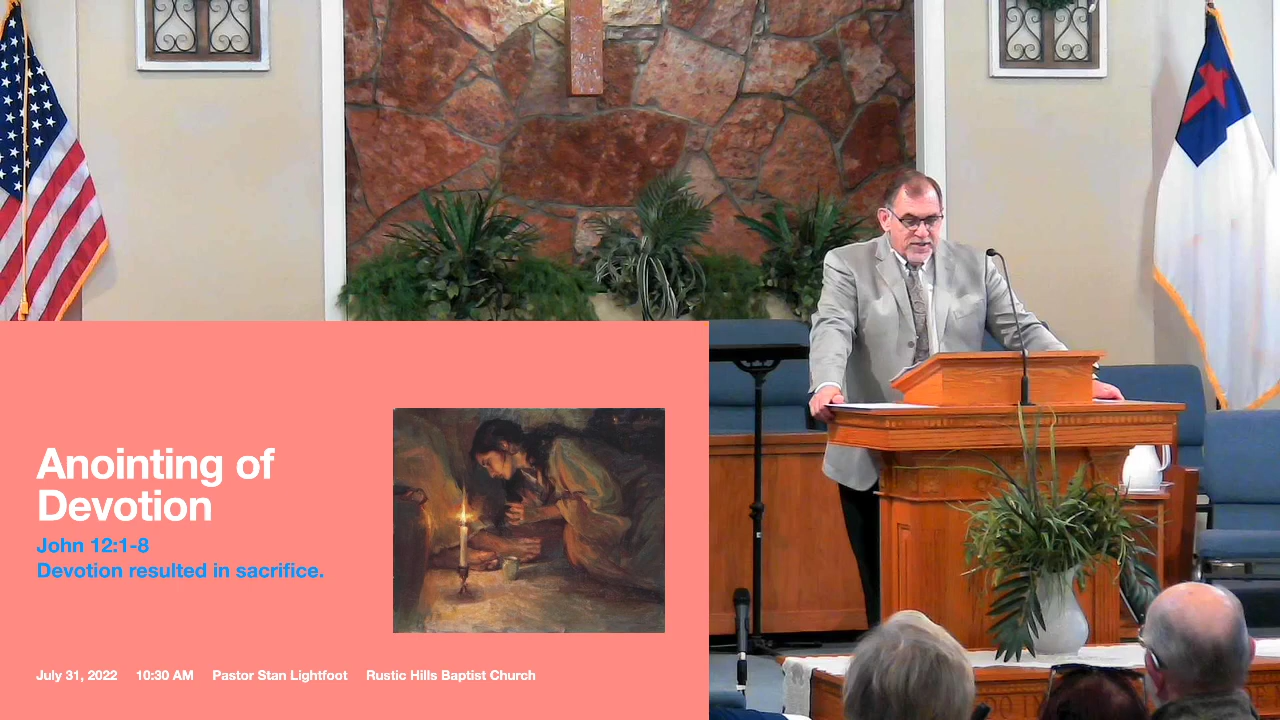 Anointing of
Devotion
John 12:1-8
Devotion resulted in sacrifice.
July 31, 2022 10:30 AM Pastor Stan Lightfoot Rustic Hills Baptist Church